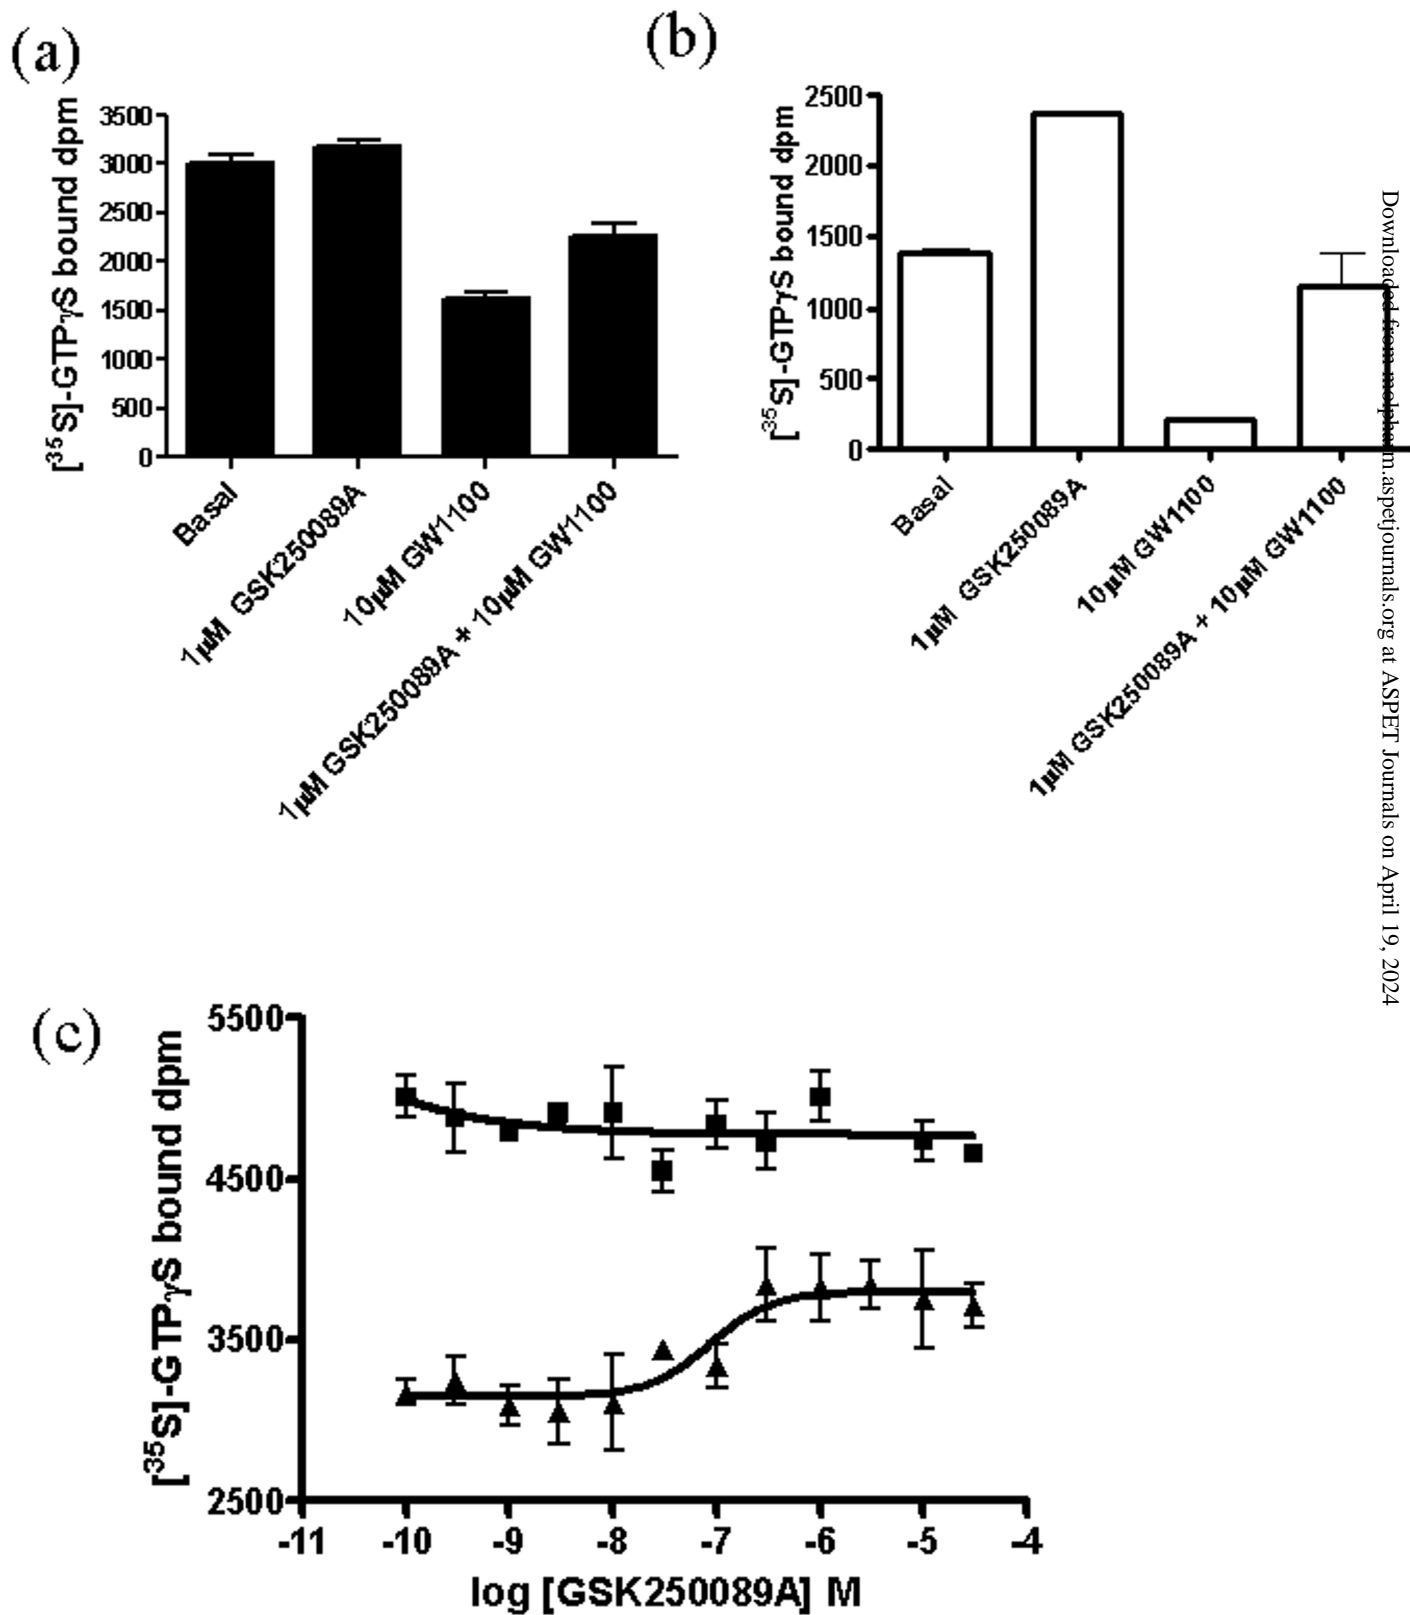 (a)
[35S]-GTPγS bound dpm
3500
3000
2500
2000
1500
1000
500
0
Basal
1µM GSK250089A
10µM GW1100
1µM GSK250089A + 10µM GW1100
(b)
[35S]-GTPγS bound dpm
2500
2000
1500
1000
500
0
Basal
1µM GSK250089A
10µM GW1100
1µM GSK250089A + 10µM GW1100
Downloaded from molpharm.aspetjournals.org at ASPET Journals on April 19, 2024
(c)
[35S]-GTPγS bound dpm
5500
4500
3500
2500
-11 -10 -9 -8 -7 -6 -5 -4
log [GSK250089A] M